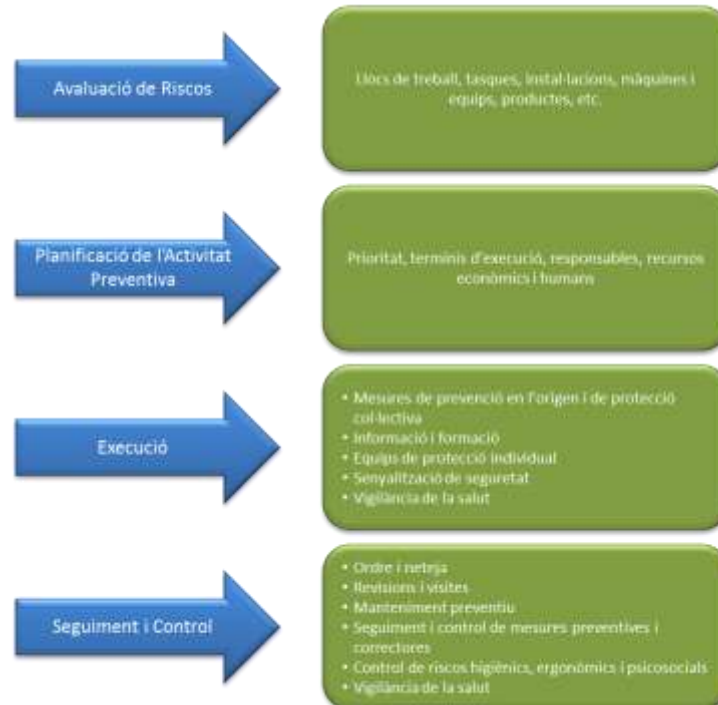 Avaluació de Riscos
Llocs de treball, tasques, instal·lacions, màquines i
equips, productes, etc.
Planificació de l'Activitat
Preventiva
Prioritat, terminis d'execució, responsables, recursos
econòmics i humans
Execució
• Mesures de prevenció en l'origen i de protecció
col·lectiva
• Informació i formació
• Equips de protecció individual
• Senyalització de seguretat
• Vigilància de la salut
Seguiment i Control
• Ordre i neteja
• Revisions i visites
• Manteniment preventiu
• Seguiment i control de mesures preventives i
correctores
• Control de riscos higiènics, ergonòmics i psicosocials
• Vigilància de la salut